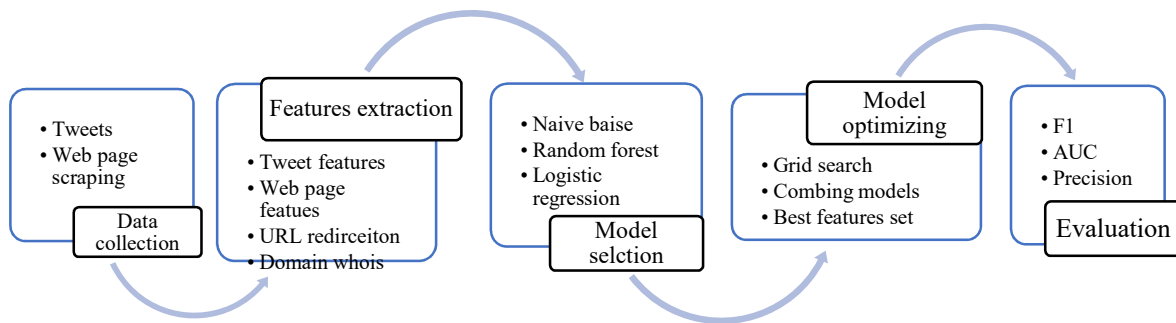 • Tweets
• Web page
scraping
Data
collection
Features extraction
• Tweet features
• Web page
featues
• URL redirceiton
• Domain whois
• Naive baise
• Random forest
• Logistic
regression
Model
selction
Model
optimizing
• Grid search
• Combing models
• Best features set
• F1
• AUC
• Precision
Evaluation